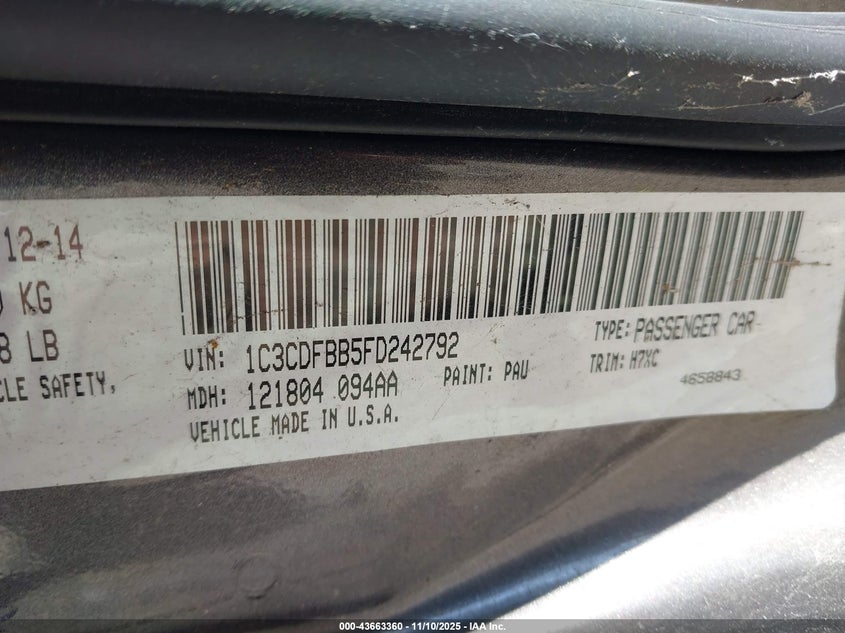 12-14
KG
8 LB
CLE SAFETY,
VIN: 1C3CDFBB5FD242792
TYPE: PASSENGER CAR
MDH: 121804 094AA
PAINT: PAU
TRIM: H7XC
4658843
VEHICLE MADE IN U.S.A.
000-43663360 - 11/10/2025 - IAA Inc.